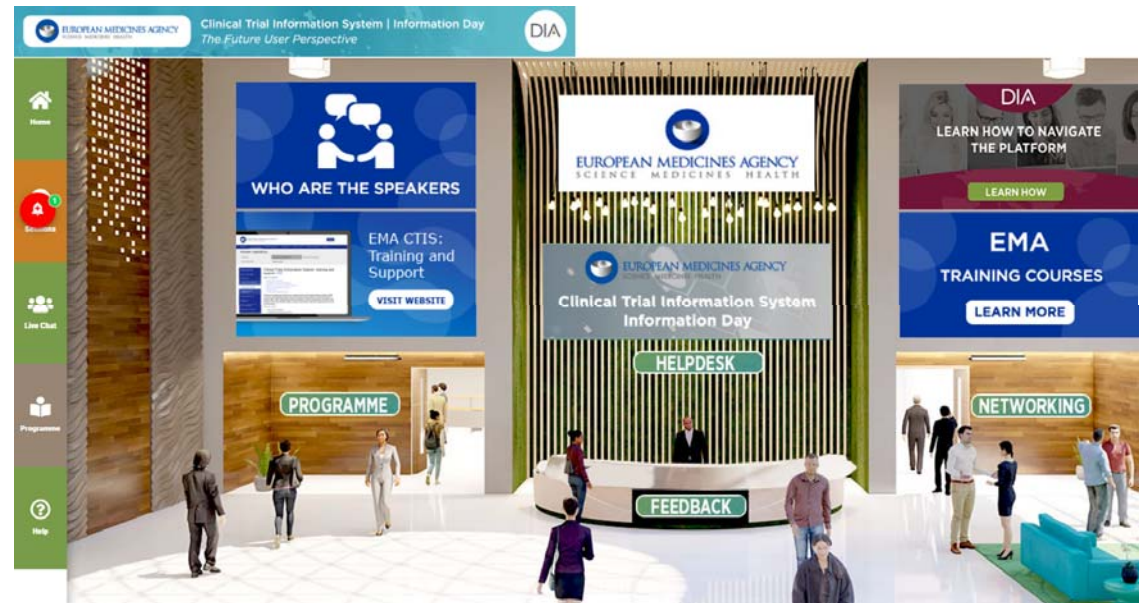 EUROPEAN MEDICINES AGENCY
SCIENCE MEDICINES HEALTH
Clinical Trial Information System | Information Day
The Future User Perspective
DIA
Home
1
Sessions
Live Chat
Programme
Help
WHO ARE THE SPEAKERS
EMA CTIS:
Training and
Support
VISIT WEBSITE
EUROPEAN MEDICINES AGENCY
SCIENCE MEDICINES HEALTH
EUROPEAN MEDICINES AGENCY
SCIENCE MEDICINES HEALTH
Clinical Trial Information System
Information Day
HELPDESK
FEEDBACK
PROGRAMME
DIA
LEARN HOW TO NAVIGATE
THE PLATFORM
LEARN HOW
EMA
TRAINING COURSES
LEARN MORE
NETWORKING